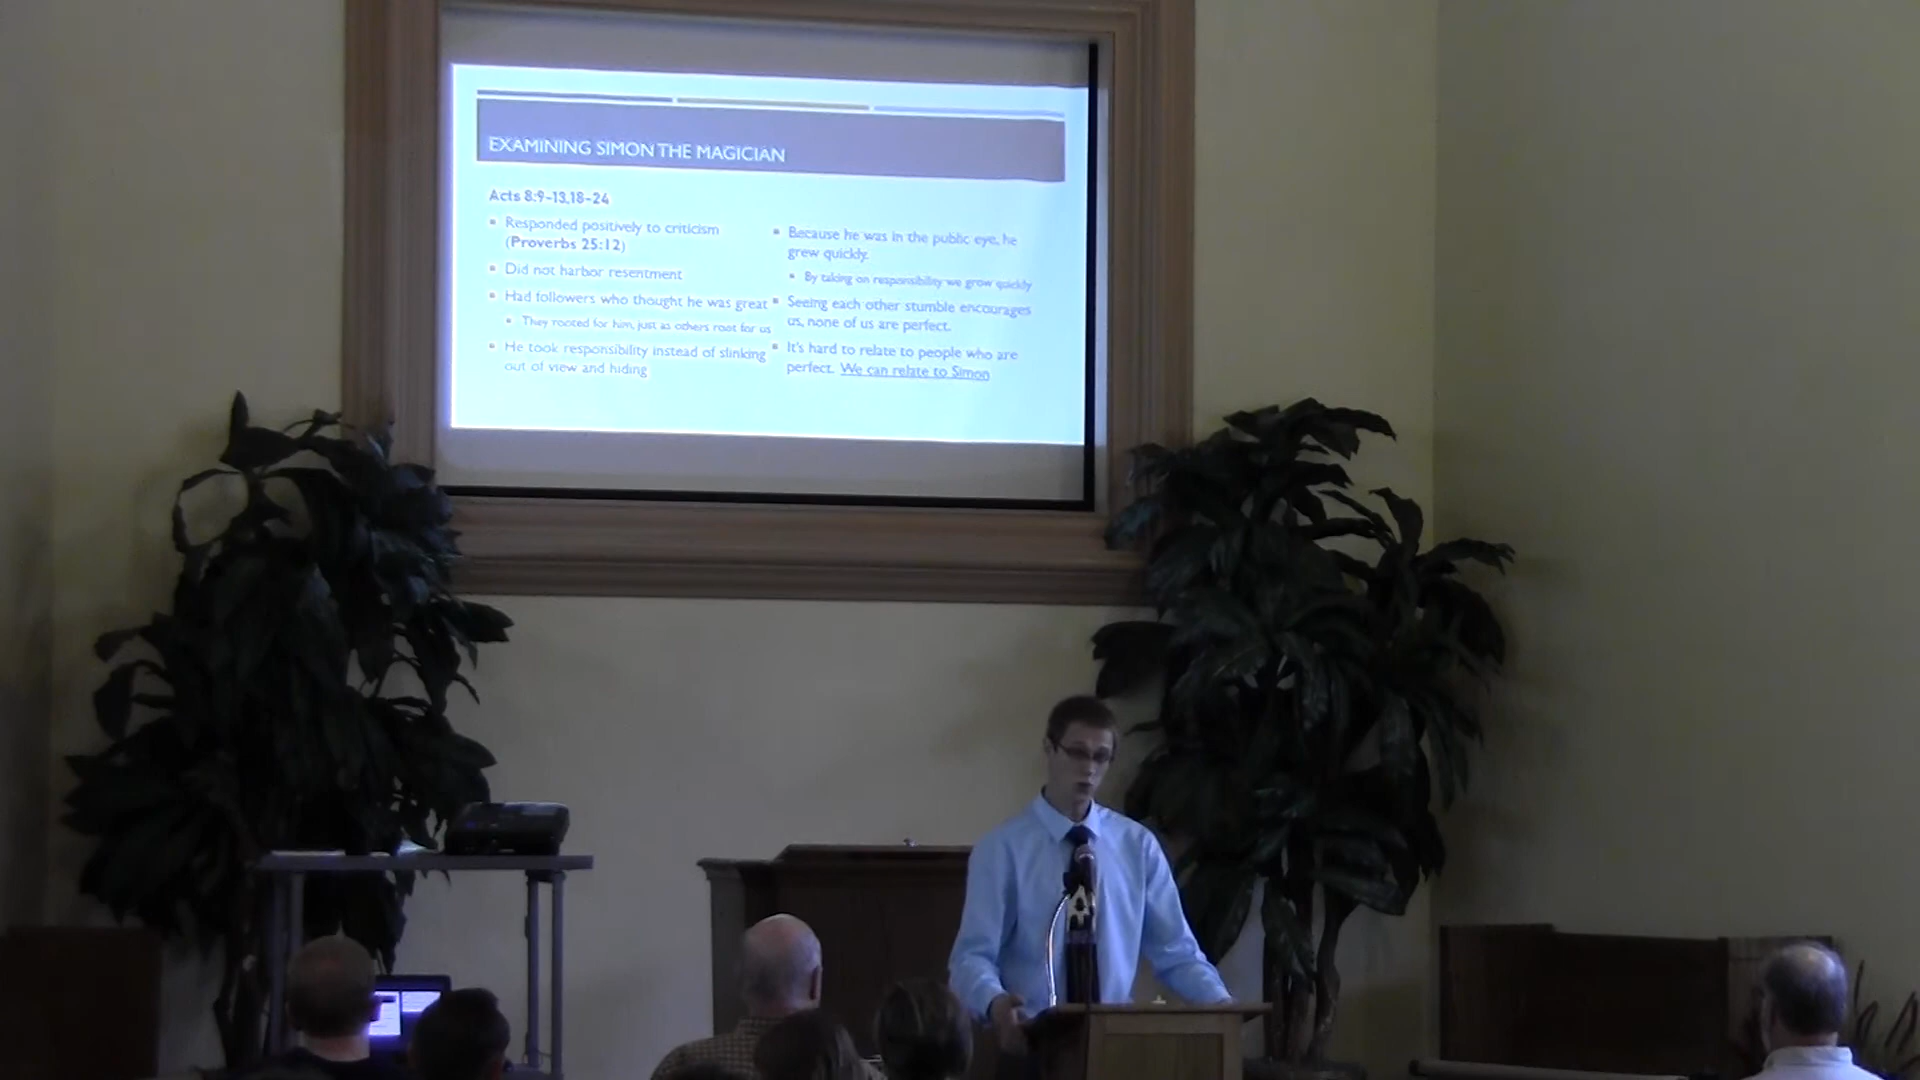 EXAMINING SIMON THE MAGICIAN
Acts 8:9-13,18-24
▪ Responded positively to criticism
(Proverbs 25:12)
▪ Did not harbor resentment
▪ Had followers who thought he was great
▪ They rooted for him, just as others root for us
▪ He took responsibility instead of slinking
out of view and hiding
▪ Because he was in the public eye, he
grew quickly.
▪ By taking on responsibility we grow quickly
▪ Seeing each other stumble encourages
us, none of us are perfect.
▪ It's hard to relate to people who are
perfect. We can relate to Simon